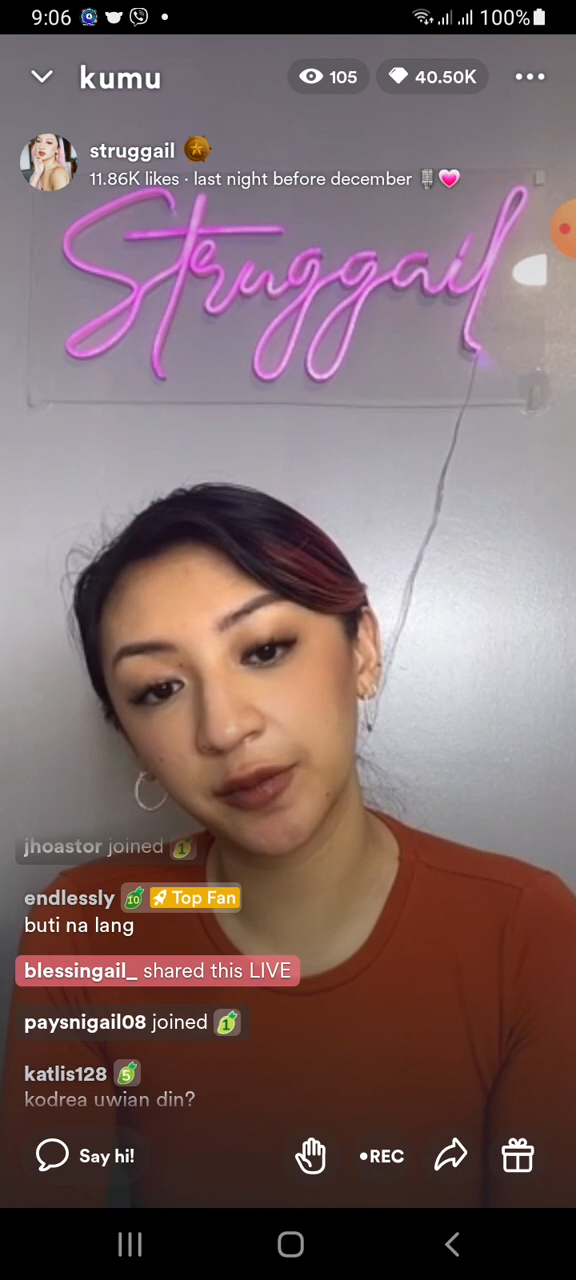 9:06
100%
kumu
105
40.50K
struggail
11.86K likes · last night before december
Struggail
jhoastor joined 1
endlessly 10 Top Fan
buti na lang
blessingail_ shared this LIVE
paysnigail08 joined 1
katlis128 5
kodrea uwian din?
Say hi!
•REC